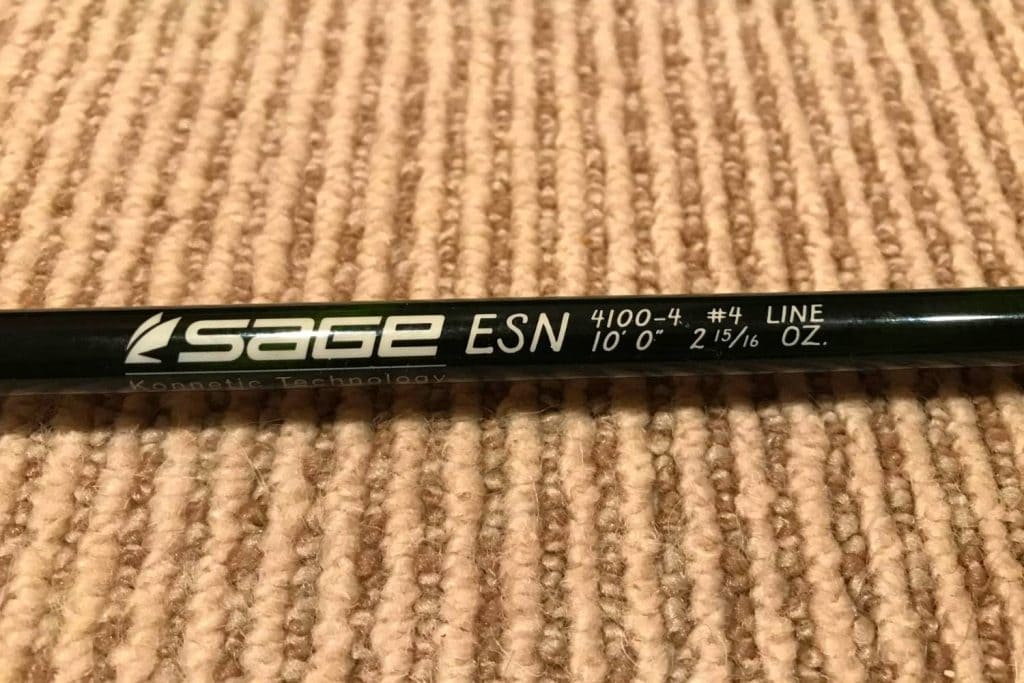 SAGE ESN 4100-4 #4 LINE
10' 0" 2 15/16 OZ.
Konnetic Technology